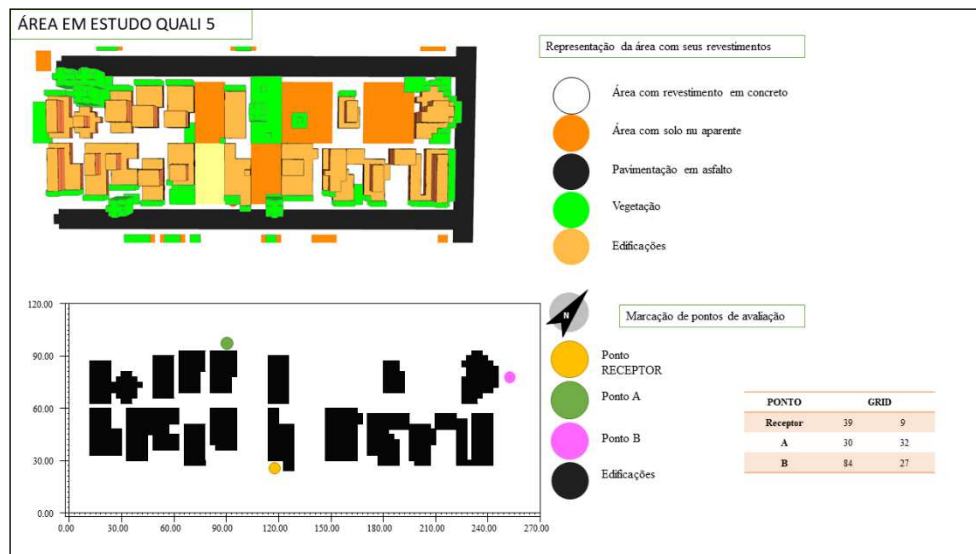 ÁREA EM ESTUDO QUALI 5
Representação da área com seus revestimentos
Área com revestimento em concreto
Área com solo nu aparente
Pavimentação em asfalto
Vegetação
Edificações
120.00
90.00
60.00
30.00
0.00
0.00 30.00 60.00 90.00 120.00 150.00 180.00 210.00 240.00 270.00
N
Marcação de pontos de avaliação
Ponto
RECEPTOR
Ponto A
Ponto B
Edificações
PONTO GRID
Receptor 39 9
A 30 32
B 84 27